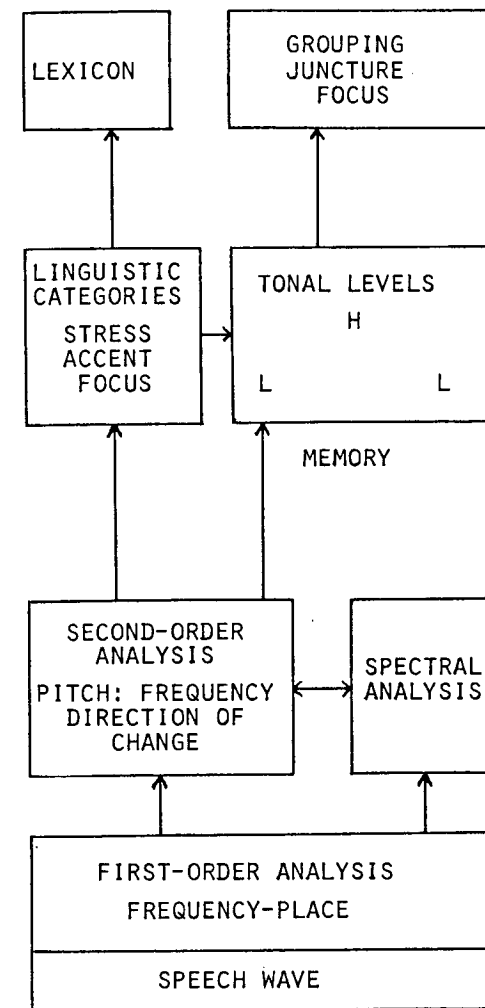 LEXICON
GROUPING
JUNCTURE
FOCUS
LINGUISTIC
CATEGORIES
STRESS
ACCENT
FOCUS
TONAL LEVELS
H
L L
MEMORY
SECOND-ORDER
ANALYSIS
PITCH: FREQUENCY
DIRECTION OF
CHANGE
SPECTRAL
ANALYSIS
FIRST-ORDER ANALYSIS
FREQUENCY-PLACE
SPEECH WAVE